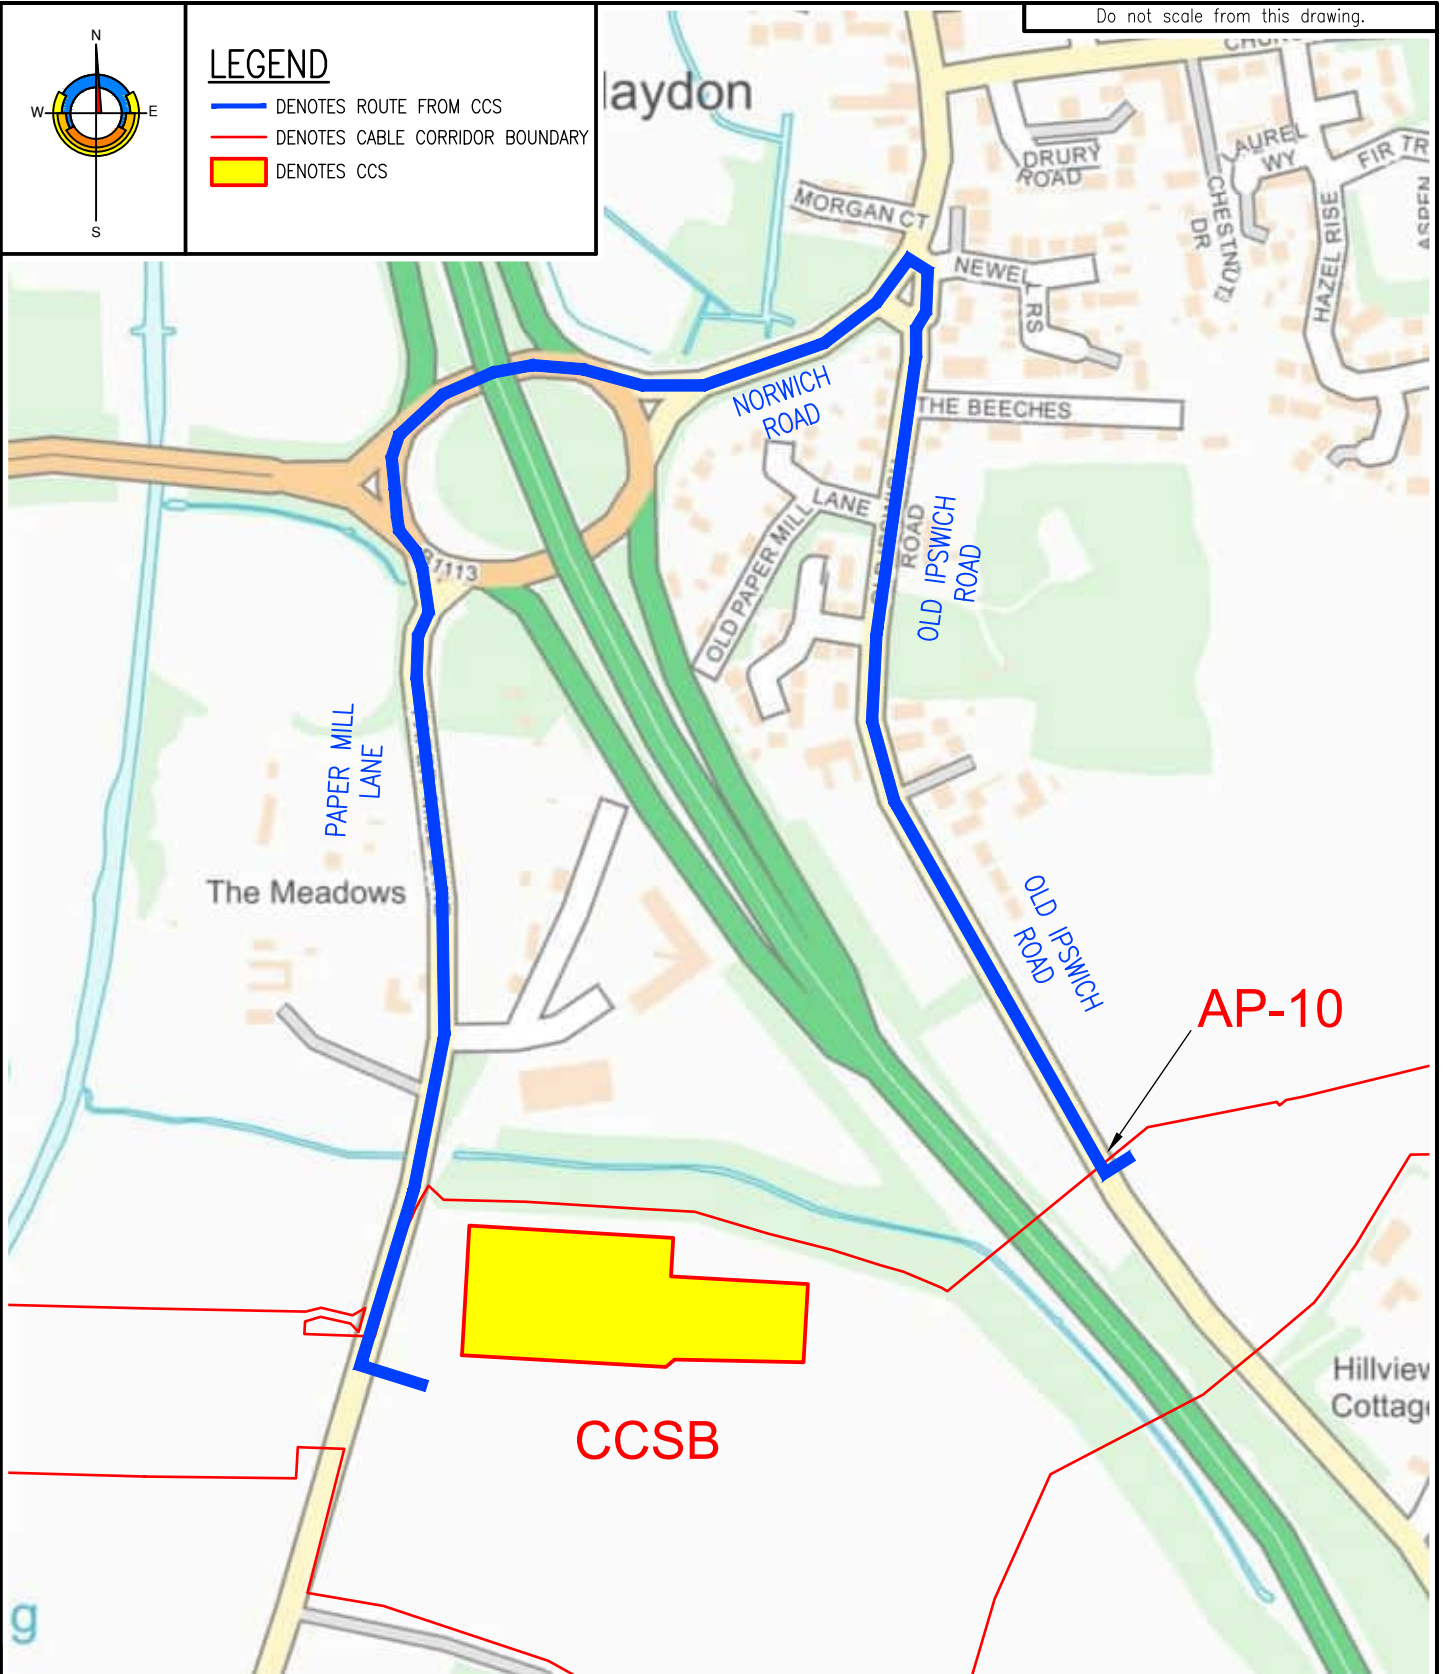 Do not scale from this drawing.
N
W
E
S
LEGEND
DENOTES ROUTE FROM CCS
DENOTES CABLE CORRIDOR BOUNDARY
DENOTES CCS
laydon
DRURY
ROAD
LAUREL
WY
FIR TR
CHESTNUT
DR
HAZEL RISE
ASPEN
MORGAN CT
NEWELL RS
THE BEECHES
NORWICH
ROAD
OLD PAPER MILL LANE
ROAD
OLD IPSWICH
ROAD
B1113
PAPER MILL
LANE
The Meadows
OLD IPSWICH
ROAD
AP-10
Hillview
Cottag
CCSB
g